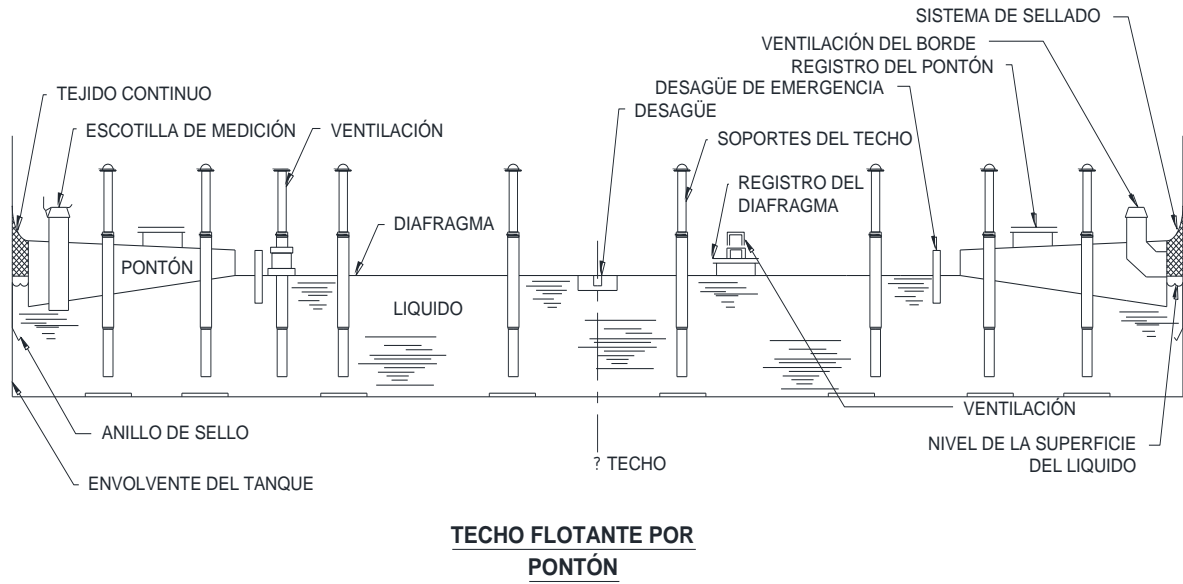 SISTEMA DE SELLADO
VENTILACIÓN DEL BORDE
REGISTRO DEL PONTÓN
DESAGÜE DE EMERGENCIA
DESAGÜE
TEJIDO CONTINUO
ESCOTILLA DE MEDICIÓN
VENTILACIÓN
SOPORTES DEL TECHO
REGISTRO DEL
DIAFRAGMA
DIAFRAGMA
PONTÓN
LIQUIDO
VENTILACIÓN
ANILLO DE SELLO
NIVEL DE LA SUPERFICIE
DEL LIQUIDO
? TECHO
ENVOLVENTE DEL TANQUE
TECHO FLOTANTE POR
PONTÓN